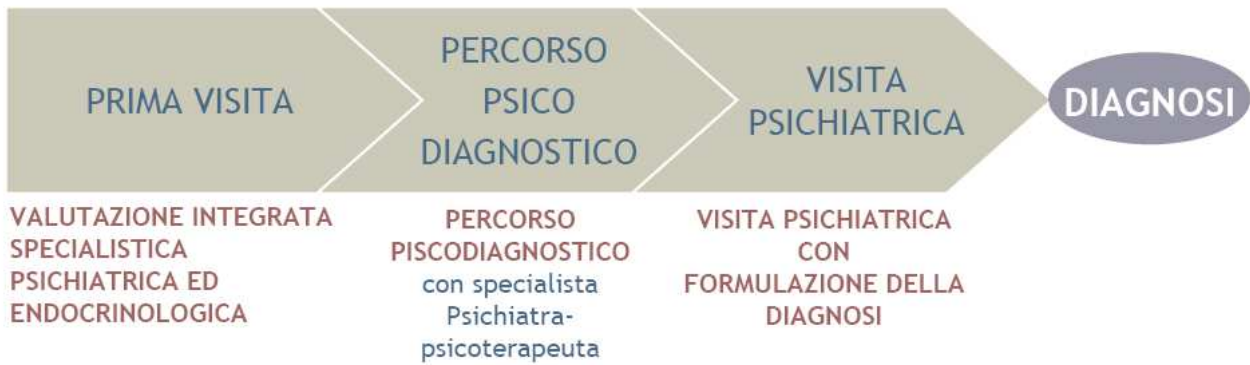 PRIMA VISITA
PERCORSO
PSICO
DIAGNOSTICO
VISITA
PSICHIATRICA
DIAGNOSI
VALUTAZIONE INTEGRATA
SPECIALISTICA
PSICHIATRICA ED
ENDOCRINOLOGICA
PERCORSO
PISCODIAGNOSTICO
con specialista
Psichiatra-
psicoterapeuta
VISITA PSICHIATRICA
CON
FORMULAZIONE DELLA
DIAGNOSI